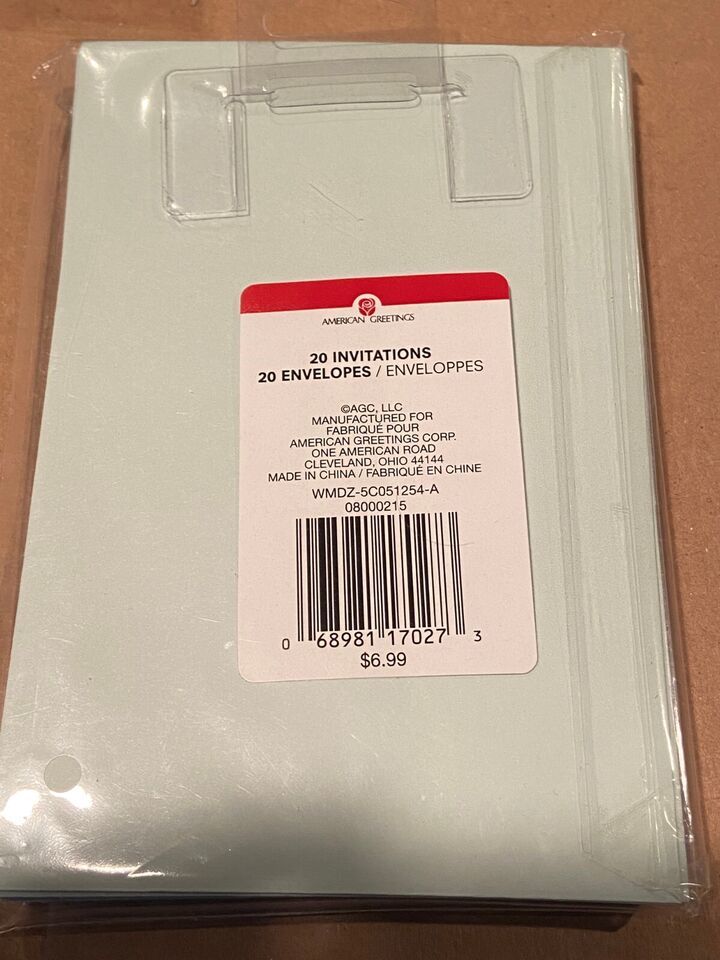 AMERICAN GREETINGS
20 INVITATIONS
20 ENVELOPES / ENVELOPPES
©AGC, LLC
MANUFACTURED FOR
FABRIQUÉ POUR
AMERICAN GREETINGS CORP.
ONE AMERICAN ROAD
CLEVELAND, OHIO 44144
MADE IN CHINA / FABRIQUÉ EN CHINE
WMDZ-5C051254-A
08000215
0 68981 17027 3
$6.99